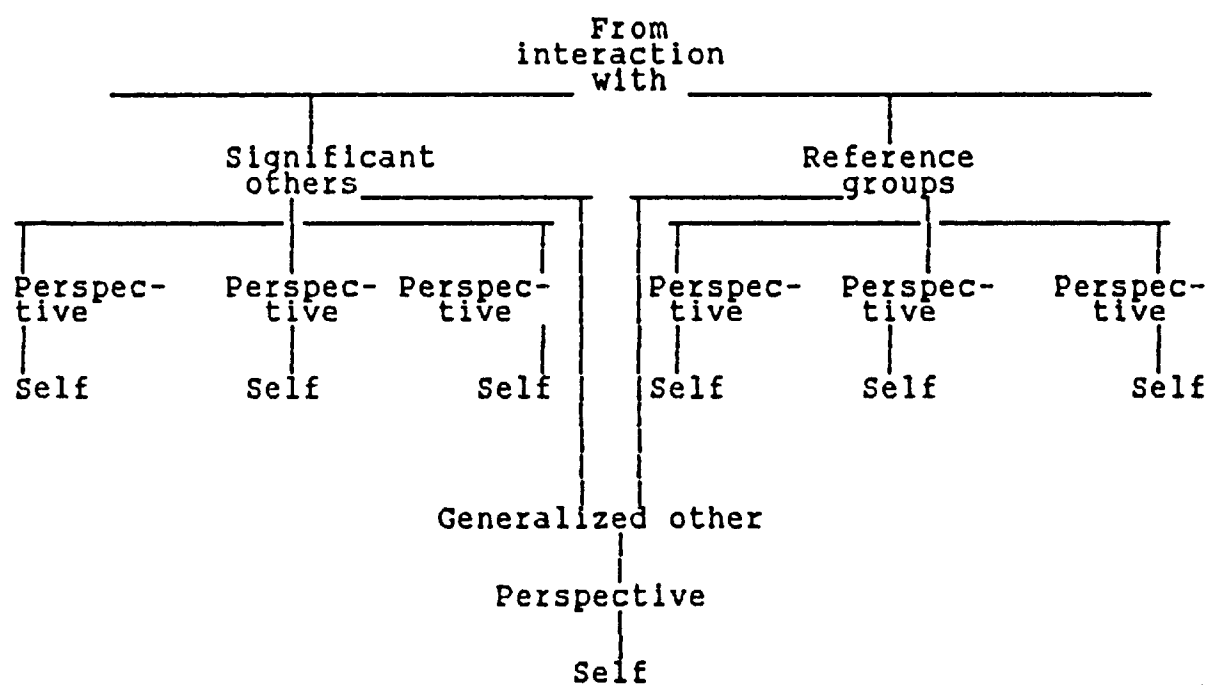 From
interaction
with
Significant
others
Reference
groups
Perspec-
tive
Perspec-
tive
Perspec-
tive
Perspec-
tive
Perspec-
tive
Perspec-
tive
Self
Self
Self
Self
Self
Self
Generalized other
Perspective
Self